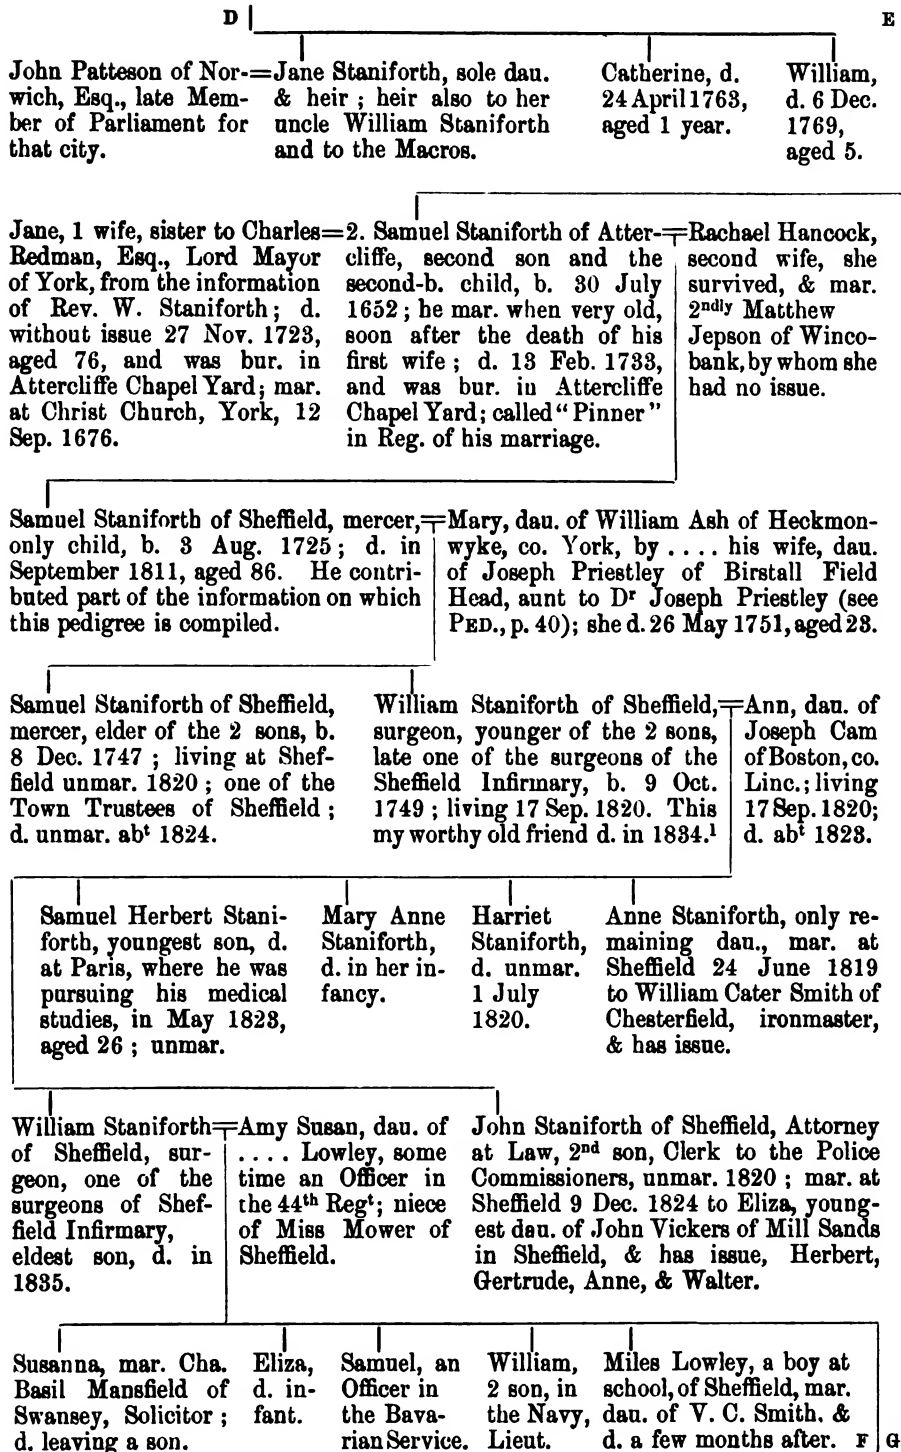 D E
John Patteson of Nor-
wich, Esq., late Mem-
ber of Parliament for
that city.
=Jane Staniforth, sole dau.
& heir ; heir also to her
uncle William Staniforth
and to the Macros.
Catherine, d.
24 April 1763,
aged 1 year.
William,
d. 6 Dec.
1769,
aged 5.
Jane, 1 wife, sister to Charles
Redman, Esq., Lord Mayor
of York, from the information
of Rev. W. Staniforth ; d.
without issue 27 Nov. 1723,
aged 76, and was bur. in
Attercliffe Chapel Yard; mar.
at Christ Church, York, 12
Sep. 1676.
=2. Samuel Staniforth of Atter-
cliffe, second son and the
second-b. child, b. 30 July
1652 ; he mar. when very old,
soon after the death of his
first wife ; d. 13 Feb. 1733,
and was bur. in Attercliffe
Chapel Yard; called "Pinner"
in Reg. of his marriage.
=Rachael Hancock,
second wife, she
survived, & mar.
2ndly Matthew
Jepson of Winco-
bank, by whom she
had no issue.
Samuel Staniforth of Sheffield, mercer,
only child, b. 3 Aug. 1725 ; d. in
September 1811, aged 86. He contri-
buted part of the information on which
this pedigree is compiled.
=Mary, dau. of William Ash of Heckmon-
wyke, co. York, by .... his wife, dau.
of Joseph Priestley of Birstall Field
Head, aunt to Dr Joseph Priestley (see
PED., p. 40); she d. 26 May 1751, aged 23.
Samuel Staniforth of Sheffield,
mercer, elder of the 2 sons, b.
8 Dec. 1747 ; living at Shef-
field unmar. 1820 ; one of the
Town Trustees of Sheffield ;
d. unmar. abt 1824.
William Staniforth of Sheffield,
surgeon, younger of the 2 sons,
late one of the surgeons of the
Sheffield Infirmary, b. 9 Oct.
1749 ; living 17 Sep. 1820. This
my worthy old friend d. in 1834.¹
=Ann, dau. of
Joseph Cam
of Boston, co.
Linc.; living
17 Sep. 1820;
d. abt 1823.
Samuel Herbert Stani-
forth, youngest son, d.
at Paris, where he was
pursuing his medical
studies, in May 1823,
aged 26 ; unmar.
Mary Anne
Staniforth,
d. in her in-
fancy.
Harriet
Staniforth,
d. unmar.
1 July
1820.
Anne Staniforth, only re-
maining dau., mar. at
Sheffield 24 June 1819
to William Cater Smith of
Chesterfield, ironmaster,
& has issue.
William Staniforth
of Sheffield, sur-
geon, one of the
surgeons of Shef-
field Infirmary,
eldest son, d. in
1835.
=Amy Susan, dau. of
.... Lowley, some
time an Officer in
the 44th Regt; niece
of Miss Mower of
Sheffield.
John Staniforth of Sheffield, Attorney
at Law, 2nd son, Clerk to the Police
Commissioners, unmar. 1820 ; mar. at
Sheffield 9 Dec. 1824 to Eliza, young-
est dau. of John Vickers of Mill Sands
in Sheffield, & has issue, Herbert,
Gertrude, Anne, & Walter.
Susanna, mar. Cha.
Basil Mansfield of
Swansey, Solicitor ;
d. leaving a son.
Eliza,
d. in-
fant.
Samuel, an
Officer in
the Bava-
rian Service.
William,
2 son, in
the Navy,
Lieut.
Miles Lowley, a boy at
school, of Sheffield, mar.
dau. of V. C. Smith, &
d. a few months after. F G